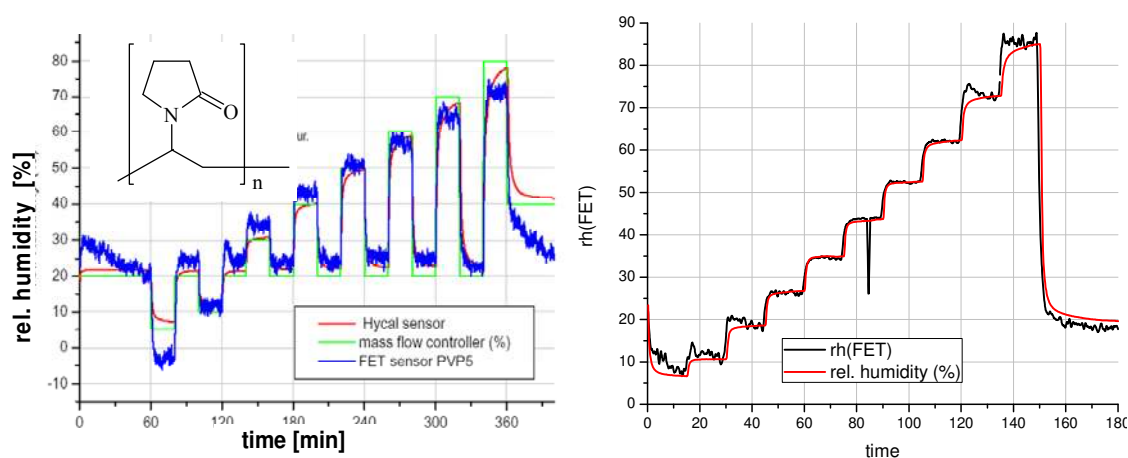 80
70
60
50
40
30
20
10
0
-10
rel. humidity [%]
N
O
n
ur.
Hycal sensor
mass flow controller (%)
FET sensor PVP5
0 60 120 180 240 300 360
time [min]
90
80
70
60
50
40
30
20
10
0
rh(FET)
rh(FET)
rel. humidity (%)
0 20 40 60 80 100 120 140 160 180
time